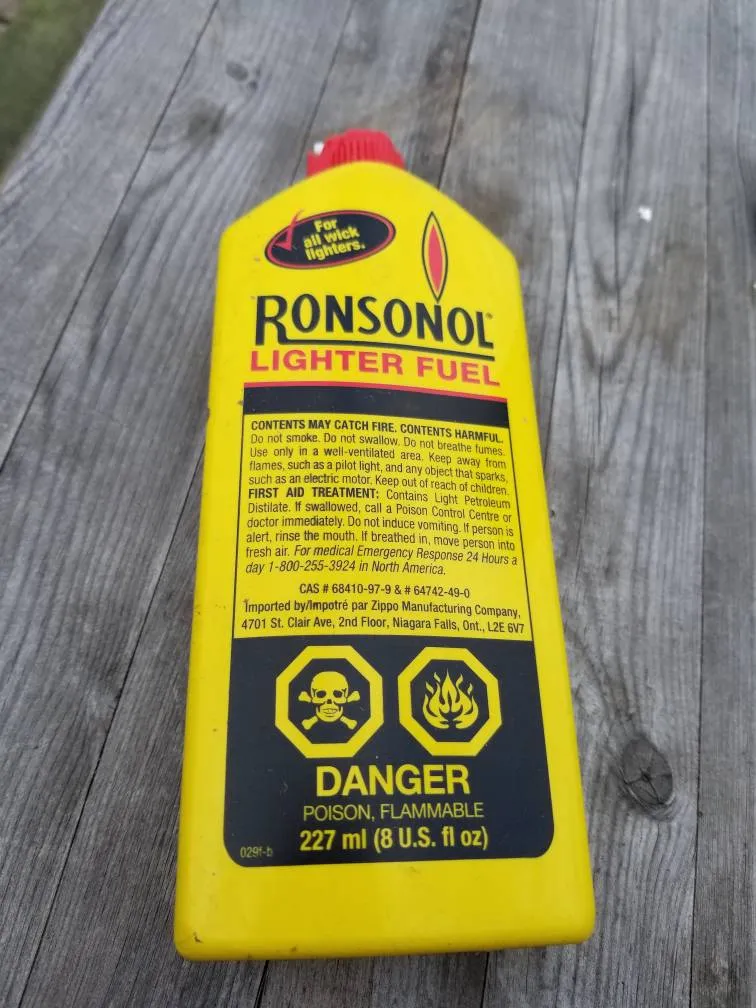 For
all wick
lighters.
RONSONOL®
LIGHTER FUEL
CONTENTS MAY CATCH FIRE. CONTENTS HARMFUL.
Do not smoke. Do not swallow. Do not breathe fumes.
Use only in a well-ventilated area. Keep away from
flames, such as a pilot light, and any object that sparks,
such as an electric motor. Keep out of reach of children.
FIRST AID TREATMENT: Contains Light Petroleum
Distilate. If swallowed, call a Poison Control Centre or
doctor immediately. Do not induce vomiting. If person is
alert, rinse the mouth. If breathed in, move person into
fresh air. For medical Emergency Response 24 Hours a
day 1-800-255-3924 in North America.
CAS # 68410-97-9 & # 64742-49-0
Imported by/Impotré par Zippo Manufacturing Company,
4701 St. Clair Ave, 2nd Floor, Niagara Falls, Ont., L2E 6V7
DANGER
POISON, FLAMMABLE
227 ml (8 U.S. fl oz)
029f-b